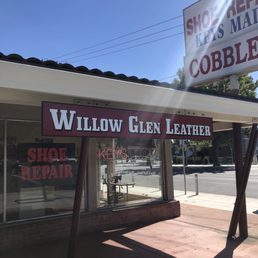 SHOE REPAIR
KEYS MADE
COBBLER
WILLOW GLEN LEATHER
SHOE
REPAIR
KEYS